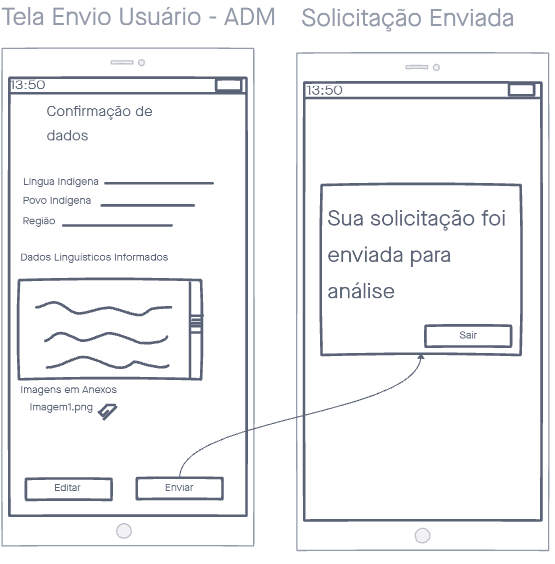 Tela Envio Usuário - ADM
13:50
Confirmação de
dados
Lingua Indigena
Povo Indigena
Região
Dados Linguisticos Informados
Imagens em Anexos
Imagem1.png
Editar
Enviar
Solicitação Enviada
13:50
Sua solicitação foi
enviada para
análise
Sair